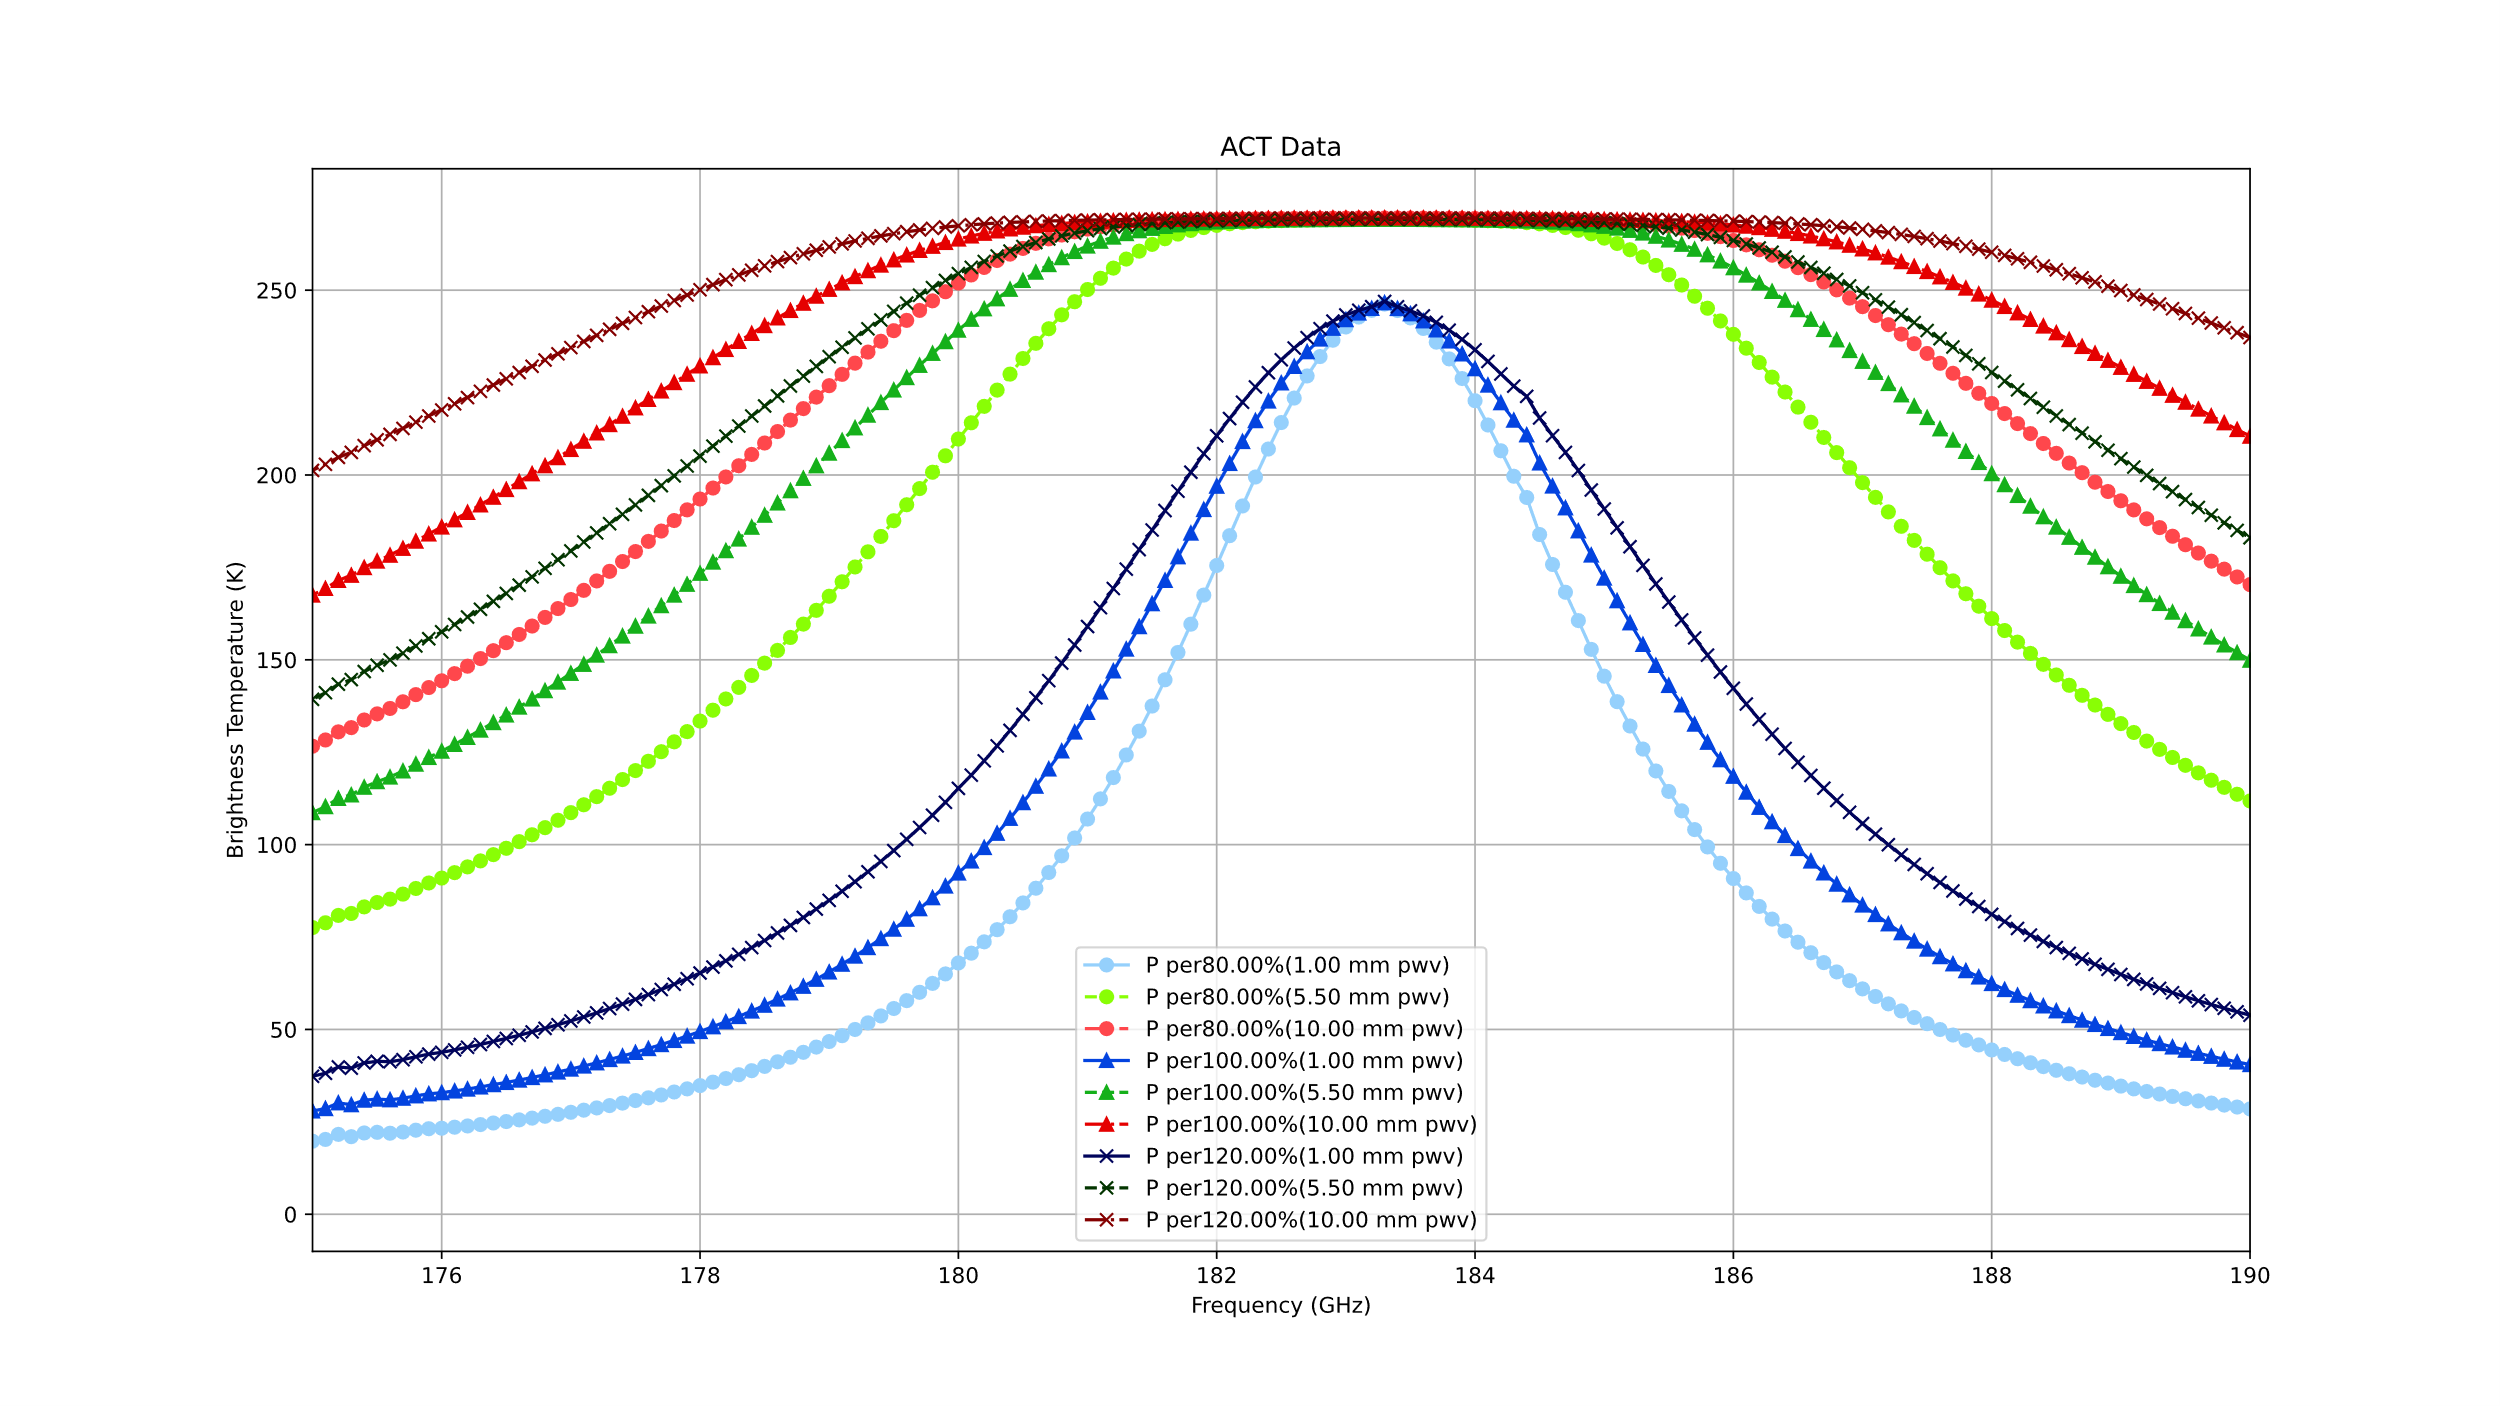 ACT Data
Brightness Temperature (K)
250
200
150
100
50
0
P per80.00%(1.00 mm pwv)
P per80.00%(5.50 mm pwv)
P per80.00%(10.00 mm pwv)
P per100.00%(1.00 mm pwv)
P per100.00%(5.50 mm pwv)
P per100.00%(10.00 mm pwv)
P per120.00%(1.00 mm pwv)
P per120.00%(5.50 mm pwv)
P per120.00%(10.00 mm pwv)
176 178 180 182 184 186 188 190
Frequency (GHz)